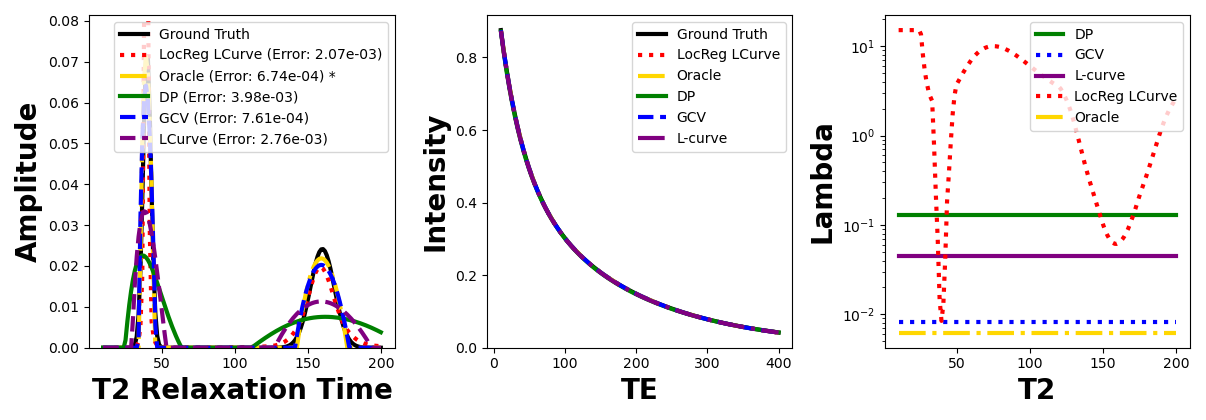 Amplitude
0.08
0.07
0.06
0.05
0.04
0.03
0.02
0.01
0.00
50
100
150
200
T2 Relaxation Time
Ground Truth
LocReg LCurve (Error: 2.07e-03)
Oracle (Error: 6.74e-04) *
DP (Error: 3.98e-03)
GCV (Error: 7.61e-04)
LCurve (Error: 2.76e-03)
Intensity
0.8
0.6
0.4
0.2
0.0
0
100
200
300
400
TE
Ground Truth
LocReg LCurve
Oracle
DP
GCV
L-curve
Lambda
10¹
10⁰
10⁻¹
10⁻²
50
100
150
200
T2
DP
GCV
L-curve
LocReg LCurve
Oracle